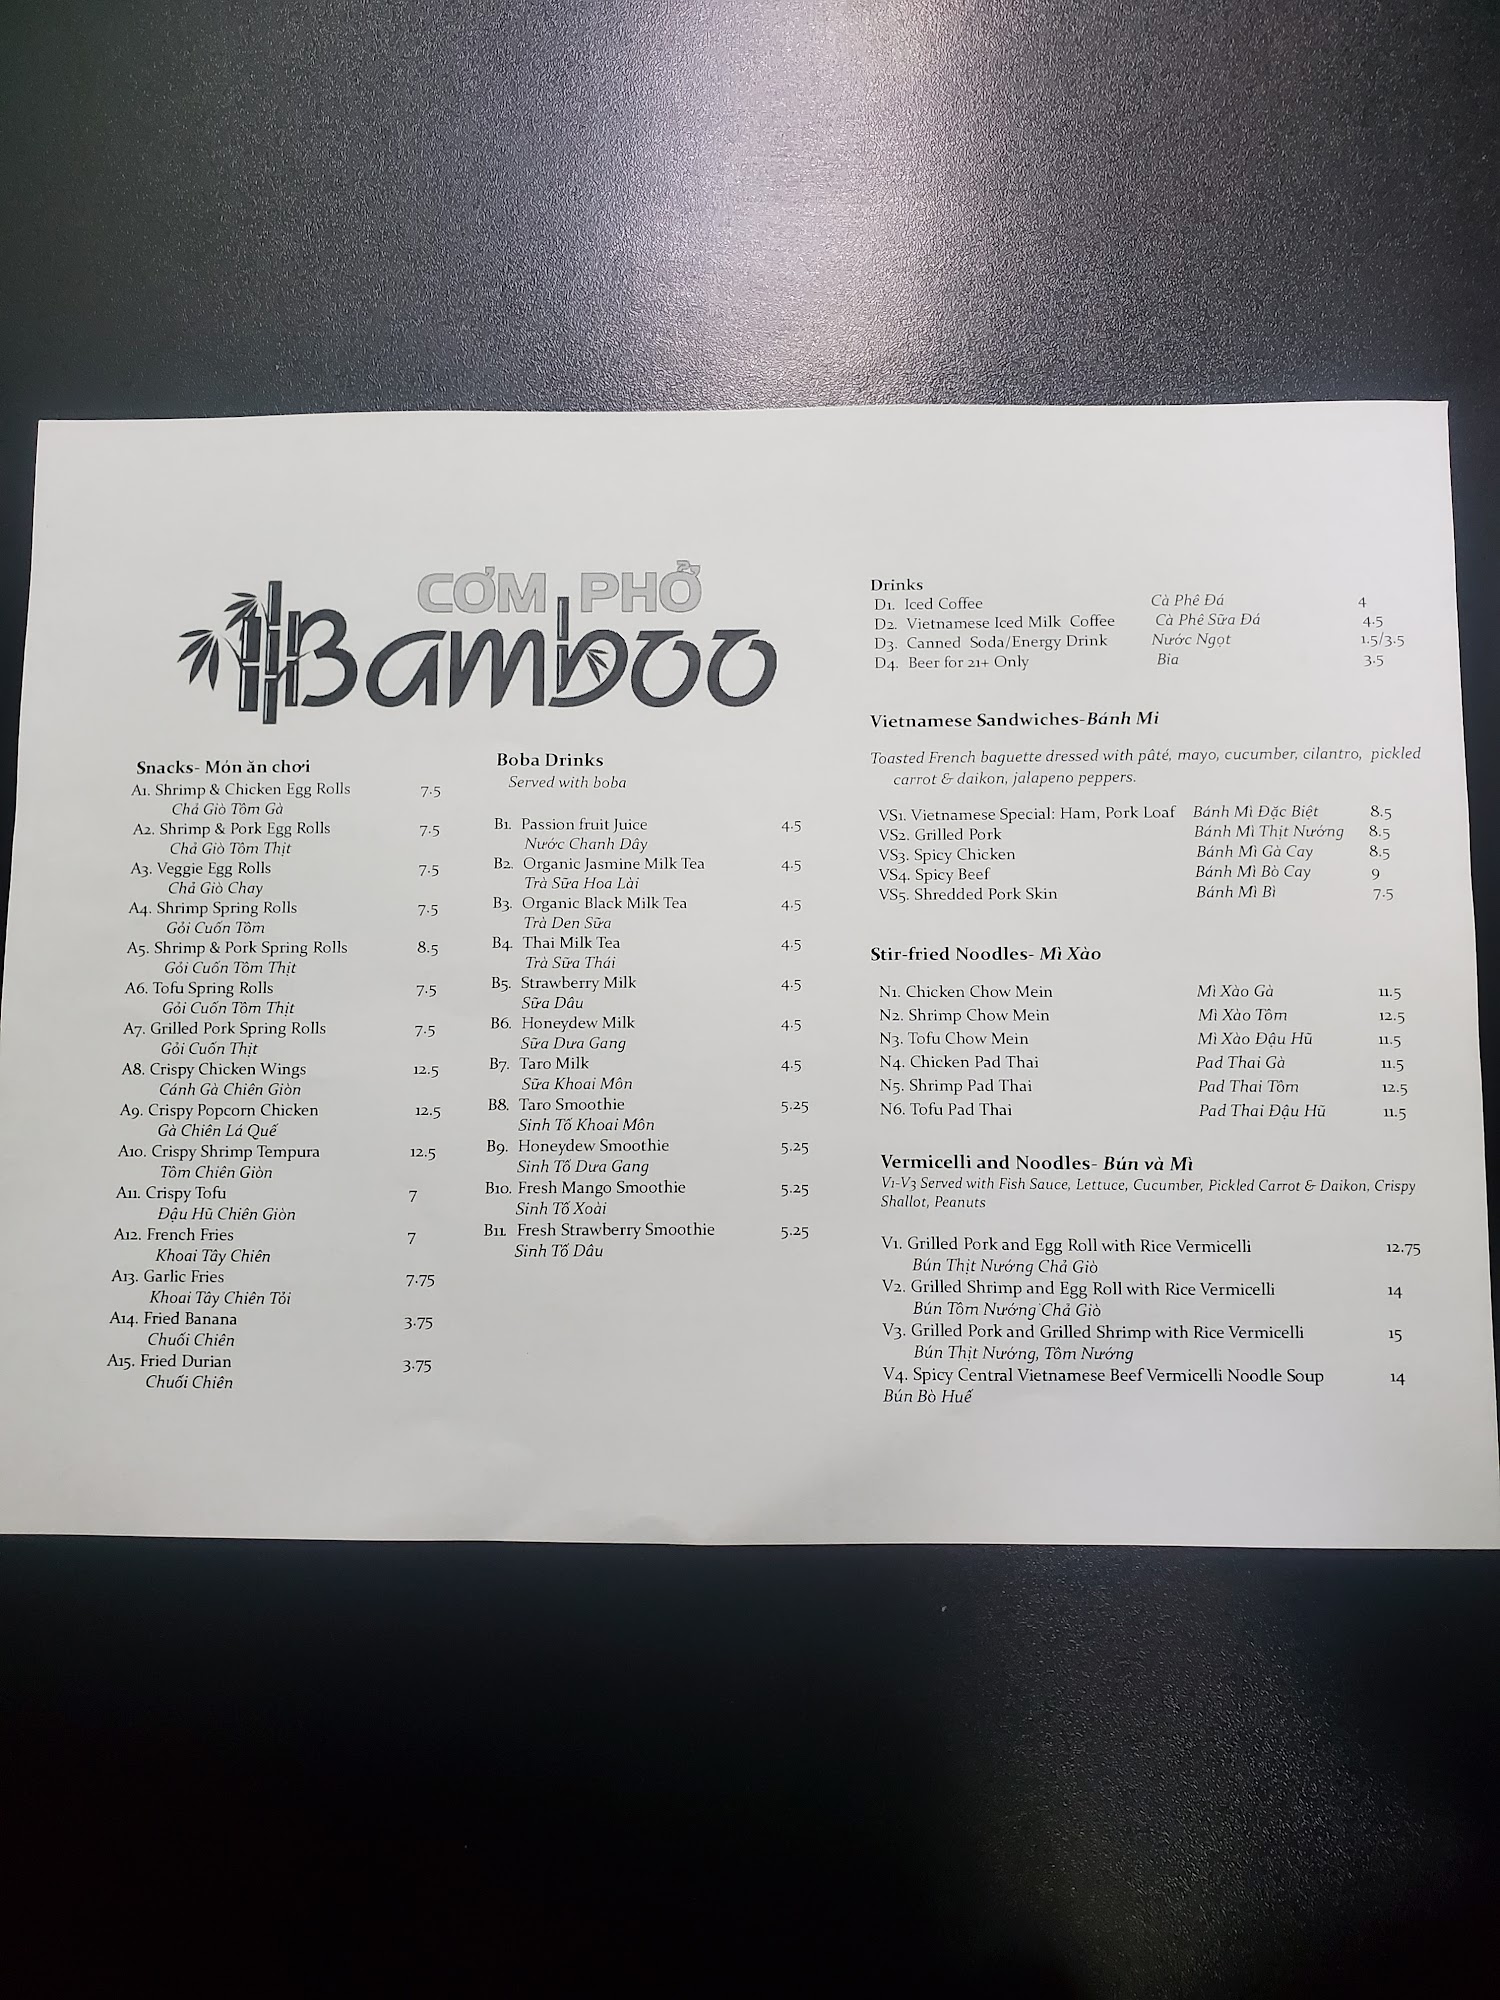 CƠM PHỞ
Bamboo
Snacks- Món ăn chơi
A1. Shrimp & Chicken Egg Rolls 7.5
Chả Giò Tôm Gà
A2. Shrimp & Pork Egg Rolls 7.5
Chả Giò Tôm Thịt
A3. Veggie Egg Rolls 7.5
Chả Giò Chay
A4. Shrimp Spring Rolls 7.5
Gỏi Cuốn Tôm
A5. Shrimp & Pork Spring Rolls 8.5
Gỏi Cuốn Tôm Thịt
A6. Tofu Spring Rolls 7.5
Gỏi Cuốn Tôm Thịt
A7. Grilled Pork Spring Rolls 7.5
Gỏi Cuốn Thịt
A8. Crispy Chicken Wings 12.5
Cánh Gà Chiên Giòn
A9. Crispy Popcorn Chicken 12.5
Gà Chiên Lá Quế
A10. Crispy Shrimp Tempura 12.5
Tôm Chiên Giòn
A11. Crispy Tofu 7
Đậu Hũ Chiên Giòn
A12. French Fries 7
Khoai Tây Chiên
A13. Garlic Fries 7.75
Khoai Tây Chiên Tỏi
A14. Fried Banana 3.75
Chuối Chiên
A15. Fried Durian 3.75
Chuối Chiên
Boba Drinks
Served with boba
B1. Passion fruit Juice 4.5
Nước Chanh Dây
B2. Organic Jasmine Milk Tea 4.5
Trà Sữa Hoa Lài
B3. Organic Black Milk Tea 4.5
Trà Đen Sữa
B4. Thai Milk Tea 4.5
Trà Sữa Thái
B5. Strawberry Milk 4.5
Sữa Dâu
B6. Honeydew Milk 4.5
Sữa Dưa Gang
B7. Taro Milk 4.5
Sữa Khoai Môn
B8. Taro Smoothie 5.25
Sinh Tố Khoai Môn
B9. Honeydew Smoothie 5.25
Sinh Tố Dưa Gang
B10. Fresh Mango Smoothie 5.25
Sinh Tố Xoài
B11. Fresh Strawberry Smoothie 5.25
Sinh Tố Dâu
Drinks
D1. Iced Coffee Cà Phê Đá 4
D2. Vietnamese Iced Milk Coffee Cà Phê Sữa Đá 4.5
D3. Canned Soda/Energy Drink Nước Ngọt 1.5/3.5
D4. Beer for 21+ Only Bia 3.5
Vietnamese Sandwiches-Bánh Mi
Toasted French baguette dressed with pâté, mayo, cucumber, cilantro, pickled
carrot & daikon, jalapeno peppers.
VS1. Vietnamese Special: Ham, Pork Loaf Bánh Mì Đặc Biệt 8.5
VS2. Grilled Pork Bánh Mì Thịt Nướng 8.5
VS3. Spicy Chicken Bánh Mì Gà Cay 8.5
VS4. Spicy Beef Bánh Mì Bò Cay 9
VS5. Shredded Pork Skin Bánh Mì Bì 7.5
Stir-fried Noodles- Mì Xào
N1. Chicken Chow Mein Mì Xào Gà 11.5
N2. Shrimp Chow Mein Mì Xào Tôm 12.5
N3. Tofu Chow Mein Mì Xào Đậu Hũ 11.5
N4. Chicken Pad Thai Pad Thai Gà 11.5
N5. Shrimp Pad Thai Pad Thai Tôm 12.5
N6. Tofu Pad Thai Pad Thai Đậu Hũ 11.5
Vermicelli and Noodles- Bún và Mì
V1-V3 Served with Fish Sauce, Lettuce, Cucumber, Pickled Carrot & Daikon, Crispy
Shallot, Peanuts
V1. Grilled Pork and Egg Roll with Rice Vermicelli 12.75
Bún Thịt Nướng Chả Giò
V2. Grilled Shrimp and Egg Roll with Rice Vermicelli 14
Bún Tôm Nướng Chả Giò
V3. Grilled Pork and Grilled Shrimp with Rice Vermicelli 15
Bún Thịt Nướng, Tôm Nướng
V4. Spicy Central Vietnamese Beef Vermicelli Noodle Soup 14
Bún Bò Huế